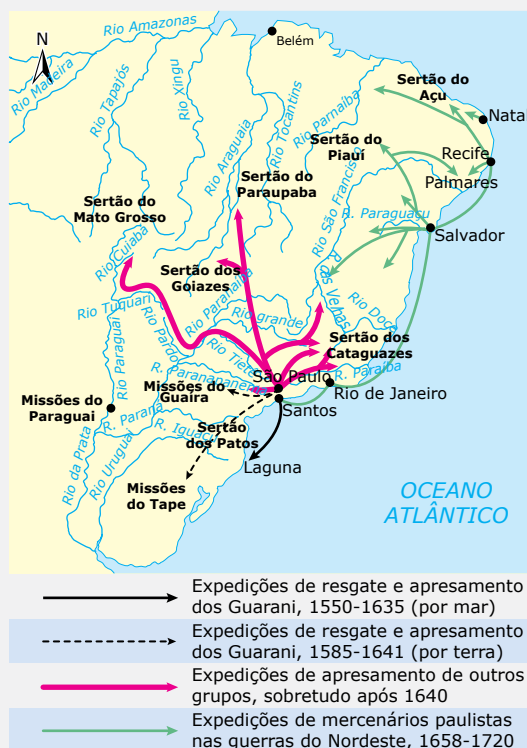 Rio Amazonas
N
Belém
Rio Madeira
Rio Tapajós
Rio Xingu
Rio Araguaia
Rio Tocantins
Rio Parnaíba
Sertão do
Açu
Natal
Sertão do
Piauí
Recife
Palmares
Sertão do
Paraupaba
Rio São Francisco
R. Paraguaçu
Salvador
Sertão do
Mato Grosso
Rio Cuiabá
Sertão dos
Goiazes
R. das Velhas
Rio Tuquari
Rio Paranaíba
Rio grande
Rio Doce
Rio Paraguai
Rio Pardo
Rio Tietê
Sertão dos
Cataguazes
R. Paranapanema
São Paulo
R. Paraíba
Missões do
Guaíra
Rio de Janeiro
Missões do
Paraguai
Santos
R. Paraná
R. Iguaçu
Sertão
dos Patos
Laguna
Rio da Prata
Rio Uruguai
Missões
do Tape
OCEANO
ATLÂNTICO
Expedições de resgate e apresamento
dos Guarani, 1550-1635 (por mar)
Expedições de resgate e apresamento
dos Guarani, 1585-1641 (por terra)
Expedições de apresamento de outros
grupos, sobretudo após 1640
Expedições de mercenários paulistas
nas guerras do Nordeste, 1658-1720